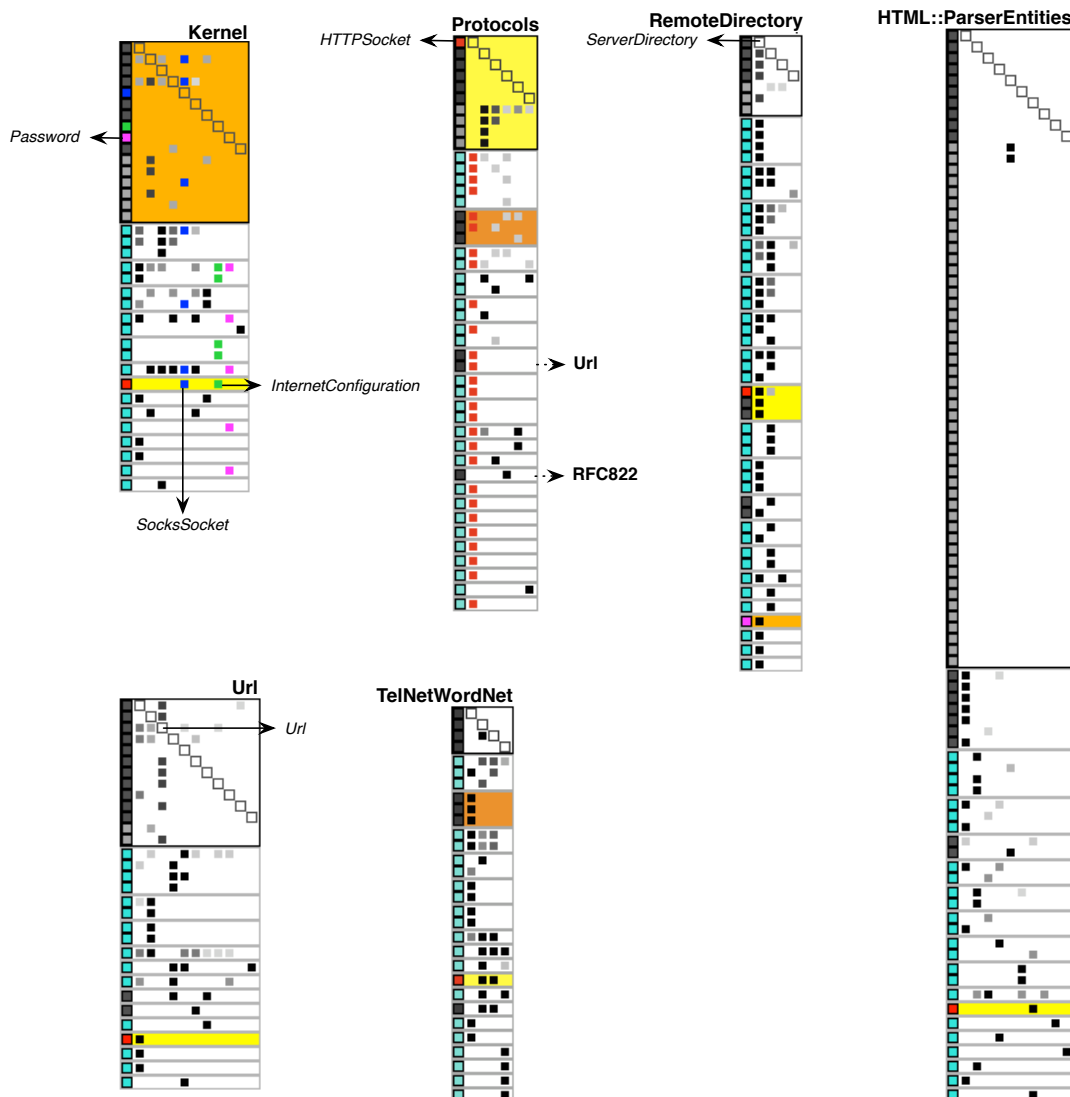 Kernel
Protocols
RemoteDirectory
HTML::ParserEntities
HTTPSocket
ServerDirectory
Password
Url
InternetConfiguration
RFC822
SocksSocket
Url
TelNetWordNet
Url